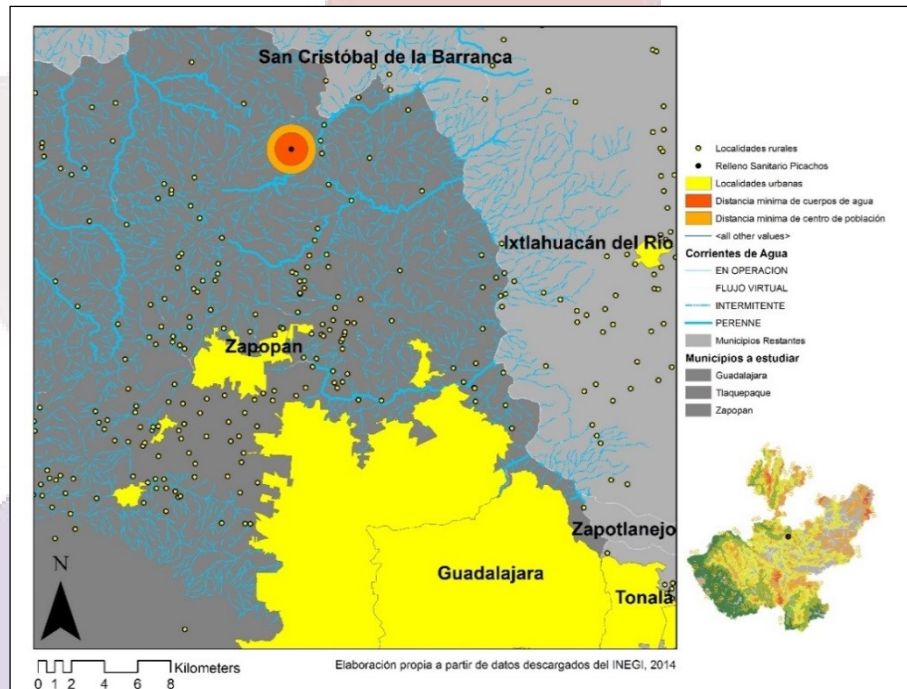 San Cristóbal de la Barranca
Ixtlahuacán del Río
Zapopan
Zapotlanejo
Guadalajara
Tonalá
N
Kilometers
0 1 2 4 6 8
Elaboración propia a partir de datos descargados del INEGI, 2014
Localidades rurales
Relleno Sanitario Picachos
Localidades urbanas
Distancia mínima de cuerpos de agua
Distancia mínima de centro de población
<all other values>
Corrientes de Agua
EN OPERACION
FLUJO VIRTUAL
INTERMITENTE
PERENNE
Municipios Restantes
Municipios a estudiar
Guadalajara
Tlaquepaque
Zapopan